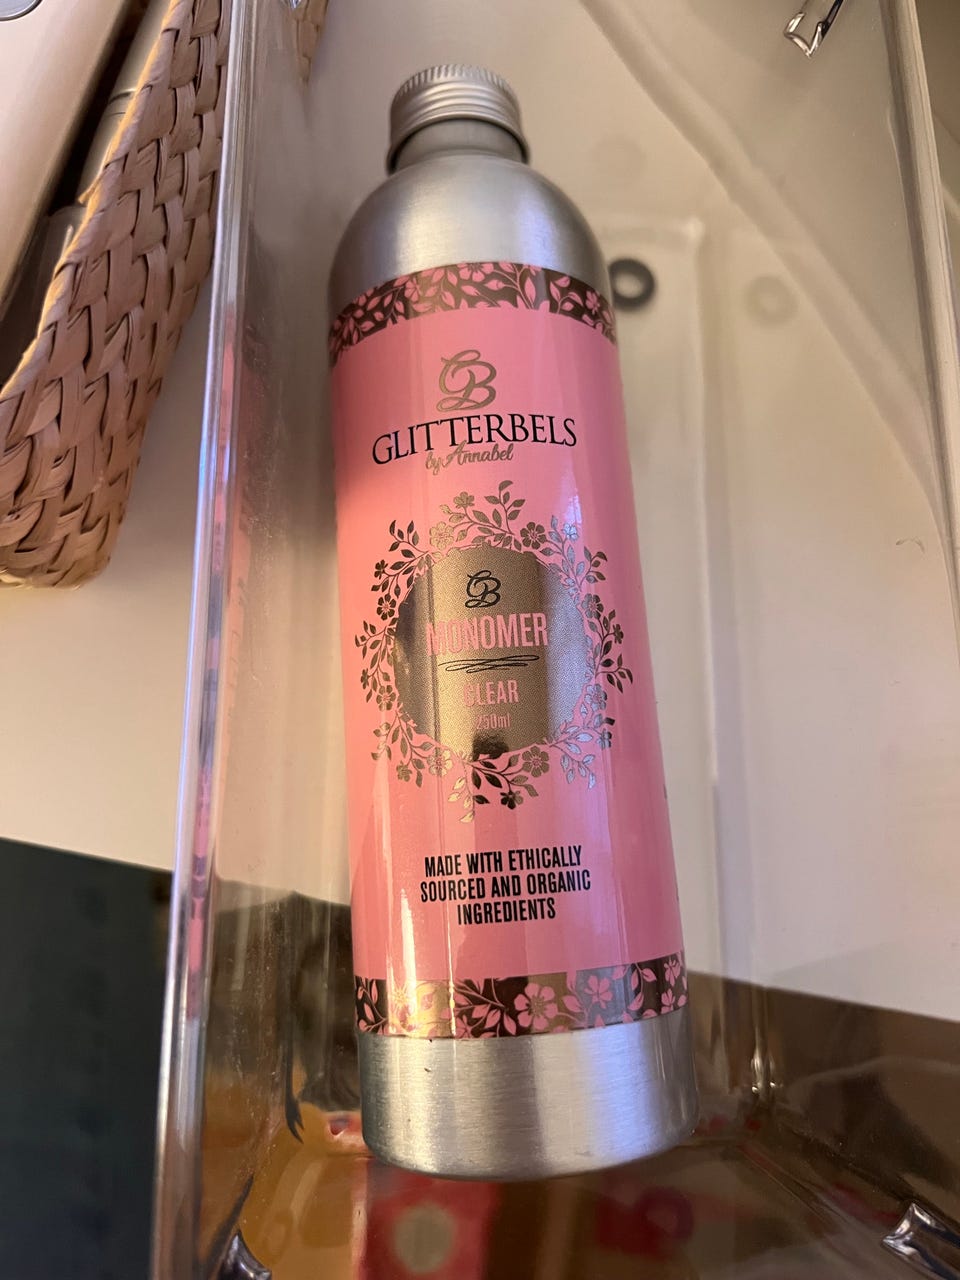 GB
GLITTERBELS
by Annabel
GB
MONOMER
CLEAR
250ml
MADE WITH ETHICALLY
SOURCED AND ORGANIC
INGREDIENTS